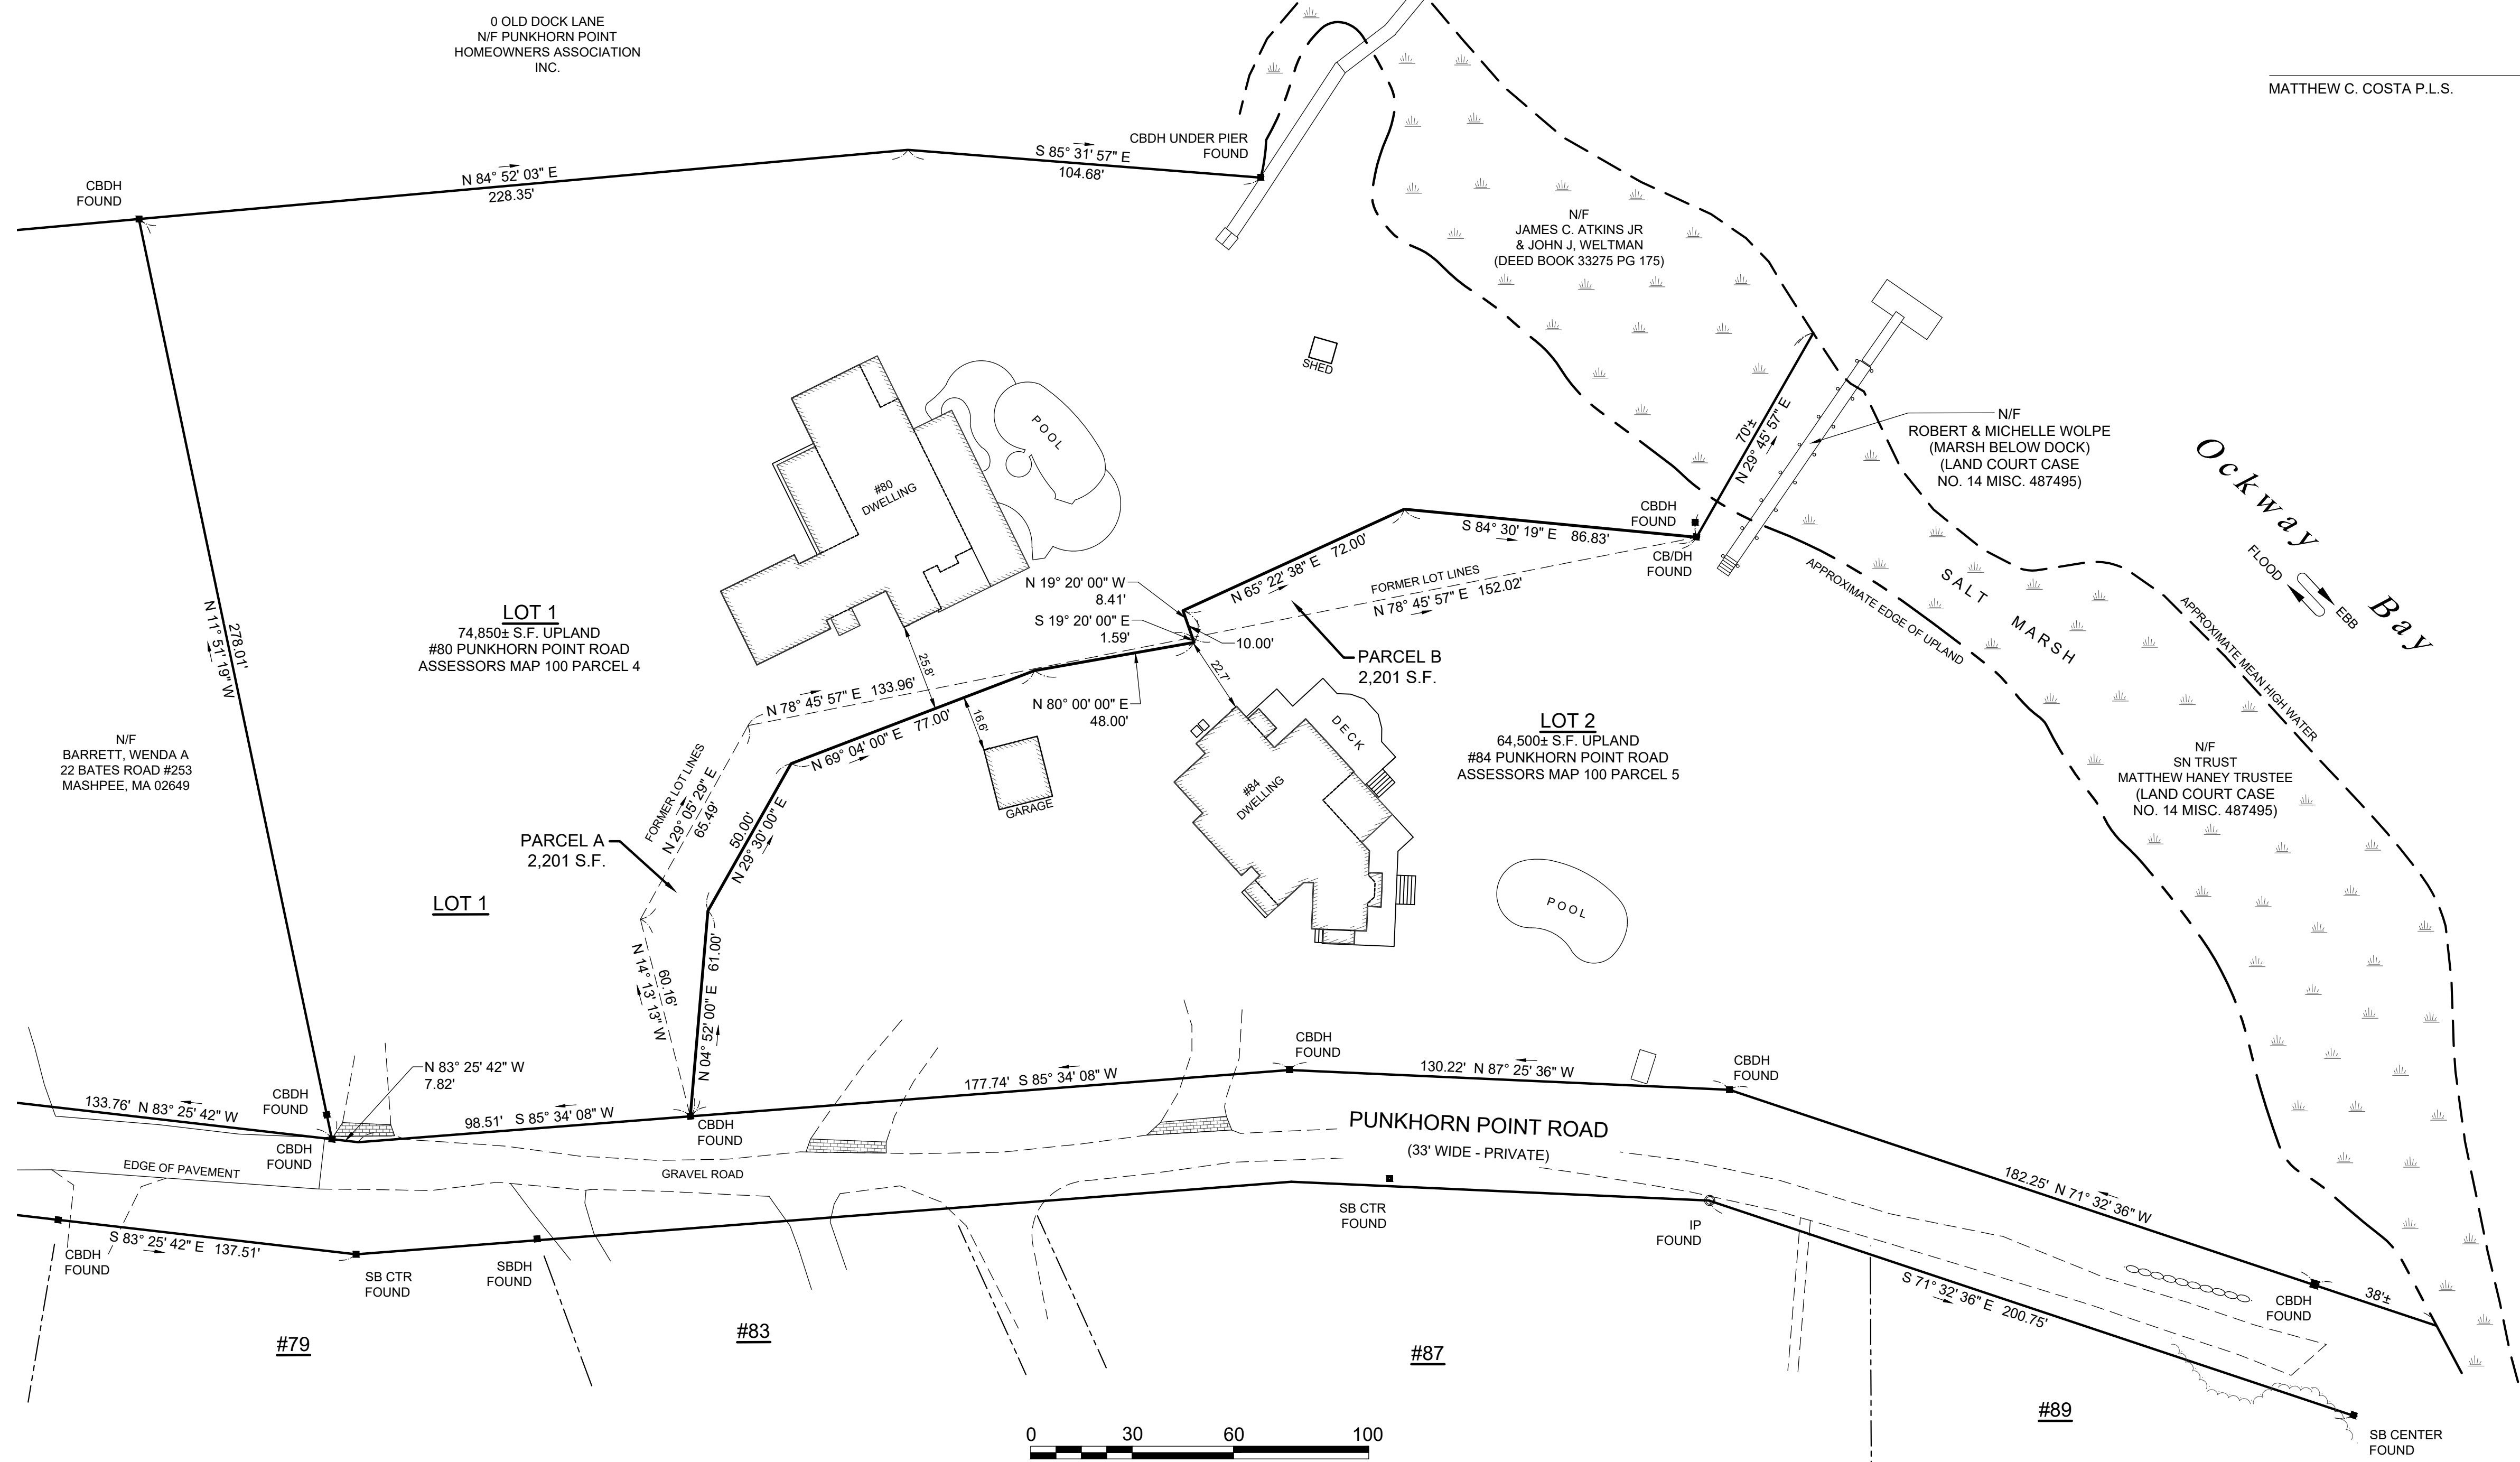 0 OLD DOCK LANE
N/F PUNKHORN POINT
HOMEOWNERS ASSOCIATION
INC.
MATTHEW C. COSTA P.L.S.
CBDH UNDER PIER
FOUND
S 85° 31' 57" E
104.68'
N 84° 52' 03" E
228.35'
CBDH
FOUND
N/F
JAMES C. ATKINS JR
& JOHN J, WELTMAN
(DEED BOOK 33275 PG 175)
SHED
POOL
#80
DWELLING
70'±
N 29° 45' 57" E
N/F
ROBERT & MICHELLE WOLPE
(MARSH BELOW DOCK)
(LAND COURT CASE
NO. 14 MISC. 487495)
Ockway
Bay
FLOOD
EBB
CBDH
FOUND
S 84° 30' 19" E 86.83'
CB/DH
FOUND
N 65° 22' 38" E 72.00'
FORMER LOT LINES
N 78° 45' 57" E 152.02'
N 19° 20' 00" W
8.41'
S 19° 20' 00" E
1.59'
10.00'
APPROXIMATE EDGE OF UPLAND
SALT
MARSH
APPROXIMATE MEAN HIGH WATER
LOT 1
74,850± S.F. UPLAND
#80 PUNKHORN POINT ROAD
ASSESSORS MAP 100 PARCEL 4
278.01'
N 11° 51' 19" W
25.8'
22.7'
PARCEL B
2,201 S.F.
N 78° 45' 57" E 133.96'
N 80° 00' 00" E
48.00'
16.6'
N 69° 04' 00" E 77.00'
DECK
LOT 2
64,500± S.F. UPLAND
#84 PUNKHORN POINT ROAD
ASSESSORS MAP 100 PARCEL 5
N/F
BARRETT, WENDA A
22 BATES ROAD #253
MASHPEE, MA 02649
N/F
SN TRUST
MATTHEW HANEY TRUSTEE
(LAND COURT CASE
NO. 14 MISC. 487495)
FORMER LOT LINES
N 29° 05' 29" E
65.49'
#84
DWELLING
GARAGE
50.00'
N 29° 30' 00" E
PARCEL A
2,201 S.F.
LOT 1
POOL
60.16'
N 14° 13' 13" W
N 04° 52' 00" E 61.00'
CBDH
FOUND
CBDH
FOUND
N 83° 25' 42" W
7.82'
177.74' S 85° 34' 08" W
130.22' N 87° 25' 36" W
CBDH
FOUND
133.76' N 83° 25' 42" W
98.51' S 85° 34' 08" W
CBDH
FOUND
CBDH
FOUND
PUNKHORN POINT ROAD
(33' WIDE - PRIVATE)
EDGE OF PAVEMENT
GRAVEL ROAD
182.25' N 71° 32' 36" W
SB CTR
FOUND
IP
FOUND
S 83° 25' 42" E 137.51'
CBDH
FOUND
SB CTR
FOUND
SBDH
FOUND
S 71° 32' 36" E 200.75'
CBDH
FOUND
38'±
#79
#83
#87
#89
SB CENTER
FOUND
0 30 60 100